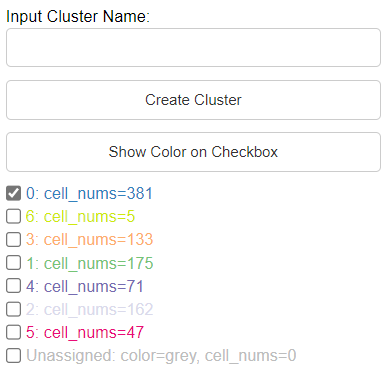 Input Cluster Name:
Create Cluster
Show Color on Checkbox
0: cell_nums=381
6: cell_nums=5
3: cell_nums=133
1: cell_nums=175
4: cell_nums=71
2: cell_nums=162
5: cell_nums=47
Unassigned: color=grey, cell_nums=0